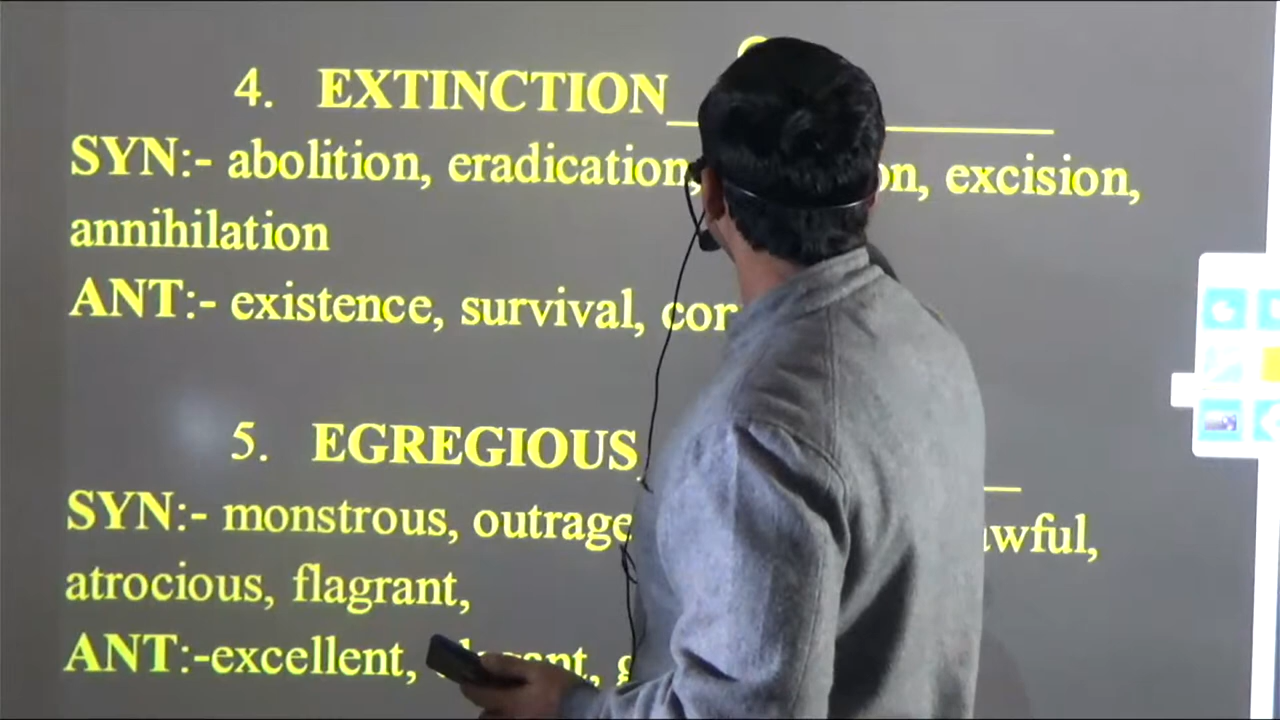 4. EXTINCTION
SYN:- abolition, eradication, excision,
annihilation
ANT:- existence, survival,
5. EGREGIOUS
SYN:- monstrous, awful,
atrocious, flagrant,
ANT:-excellent,